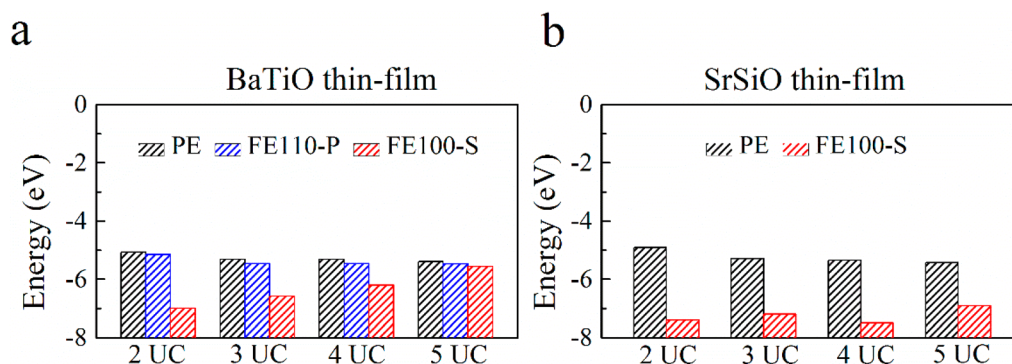 a
BaTiO thin-film
0
-2
-4
-6
-8
Energy (eV)
PE FE110-P FE100-S
2 UC 3 UC 4 UC 5 UC
b
SrSiO thin-film
0
-2
-4
-6
-8
Energy (eV)
PE FE100-S
2 UC 3 UC 4 UC 5 UC